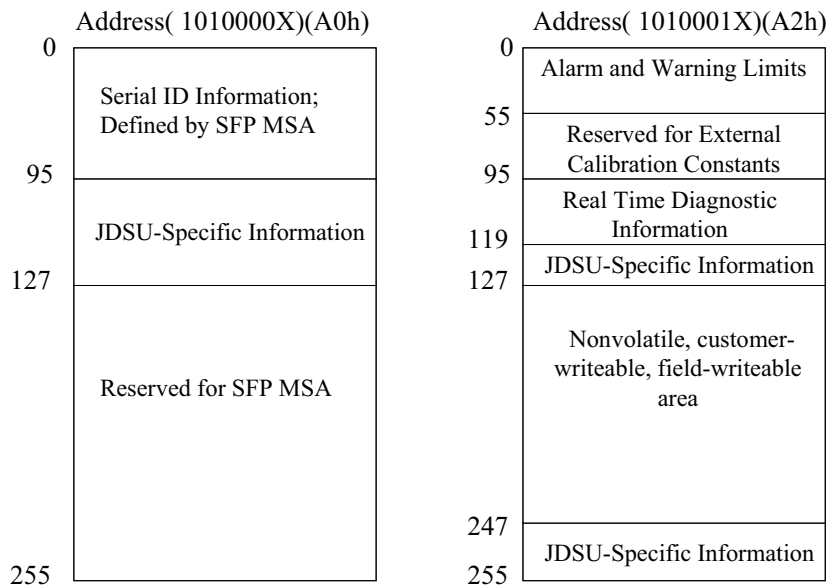 Address( 1010000X)(A0h)
0
Serial ID Information;
Defined by SFP MSA
95
JDSU-Specific Information
127
Reserved for SFP MSA
255
Address( 1010001X)(A2h)
0
Alarm and Warning Limits
55
Reserved for External
Calibration Constants
95
Real Time Diagnostic
Information
119
JDSU-Specific Information
127
Nonvolatile, customer-
writeable, field-writeable
area
247
JDSU-Specific Information
255